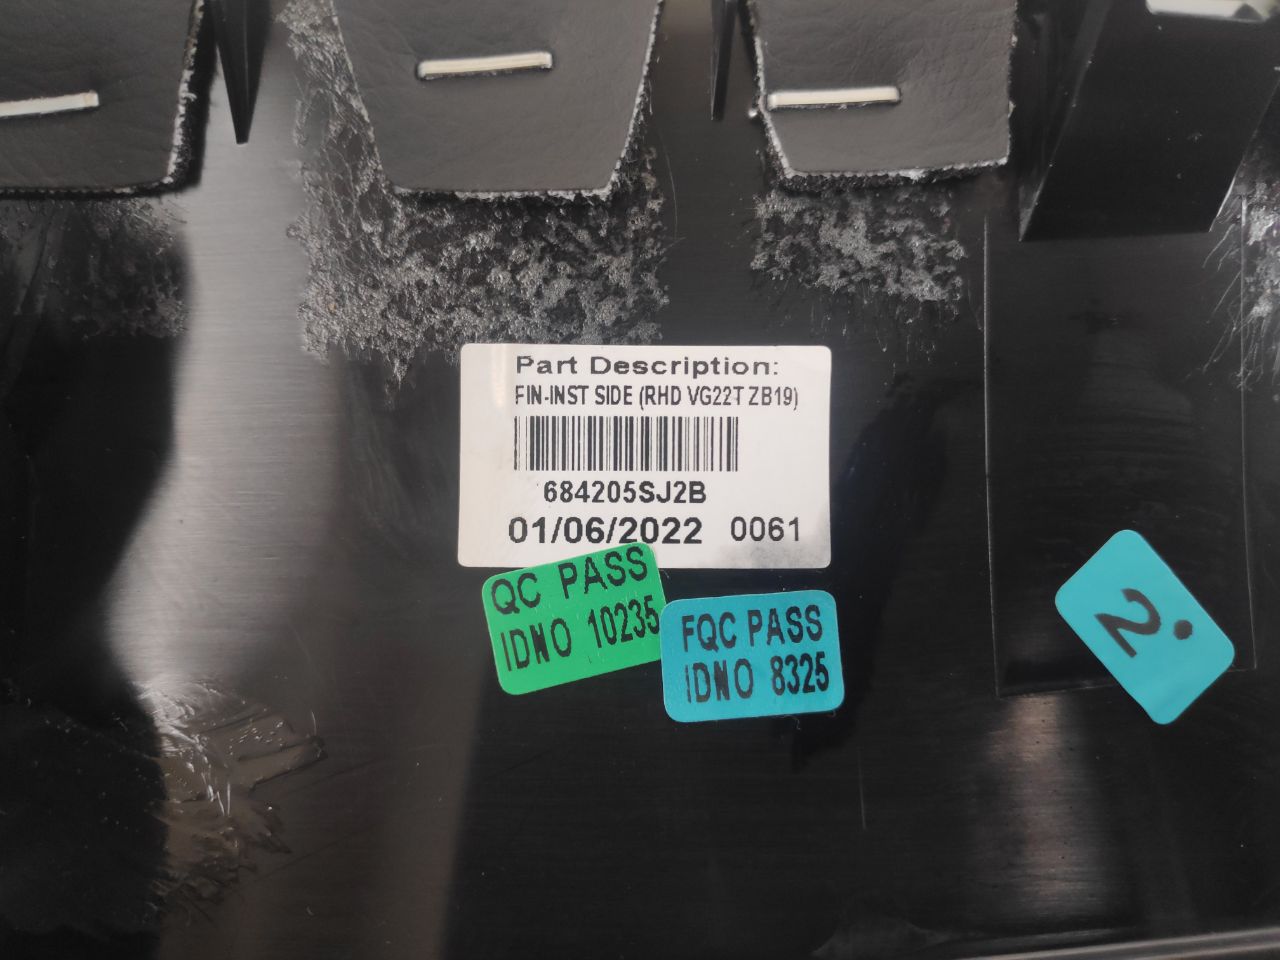 Part Description:
FIN-INST SIDE (RHD VG22T ZB19)
684205SJ2B
01/06/2022 0061
QC PASS
IDNO 10235
FQC PASS
IDNO 8325
2.